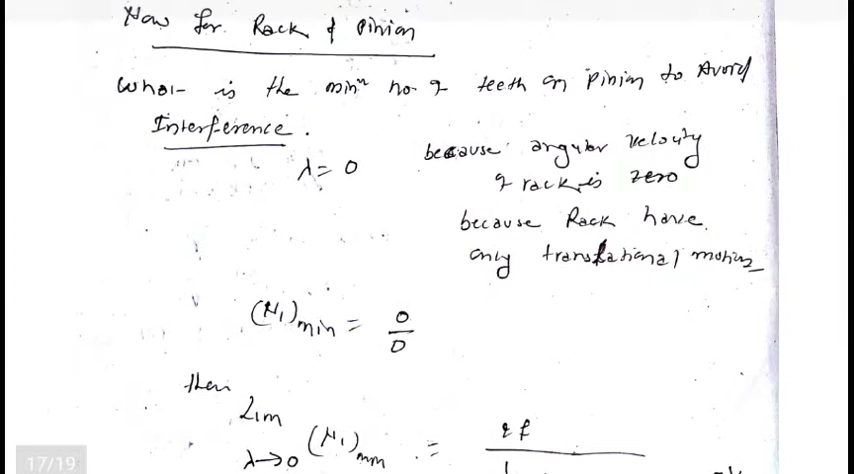 Now for Rack & Pinion
What is the minᵐ no. of teeth on Pinion to Avoid
Interference.
λ = 0 because angular velocity
of rack is zero
because Rack have
only translational motion
(N₁)min = 0/0
then
Lim λ→0 (N₁)min =
17/19